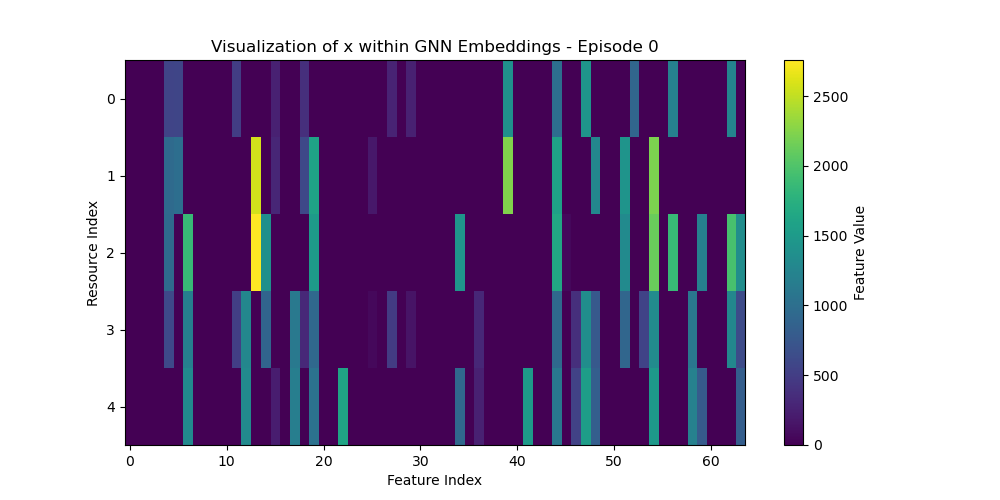 Visualization of x within GNN Embeddings - Episode 0
Resource Index
0
1
2
3
4
0 10 20 30 40 50 60
Feature Index
2500
2000
1500
1000
500
0
Feature Value